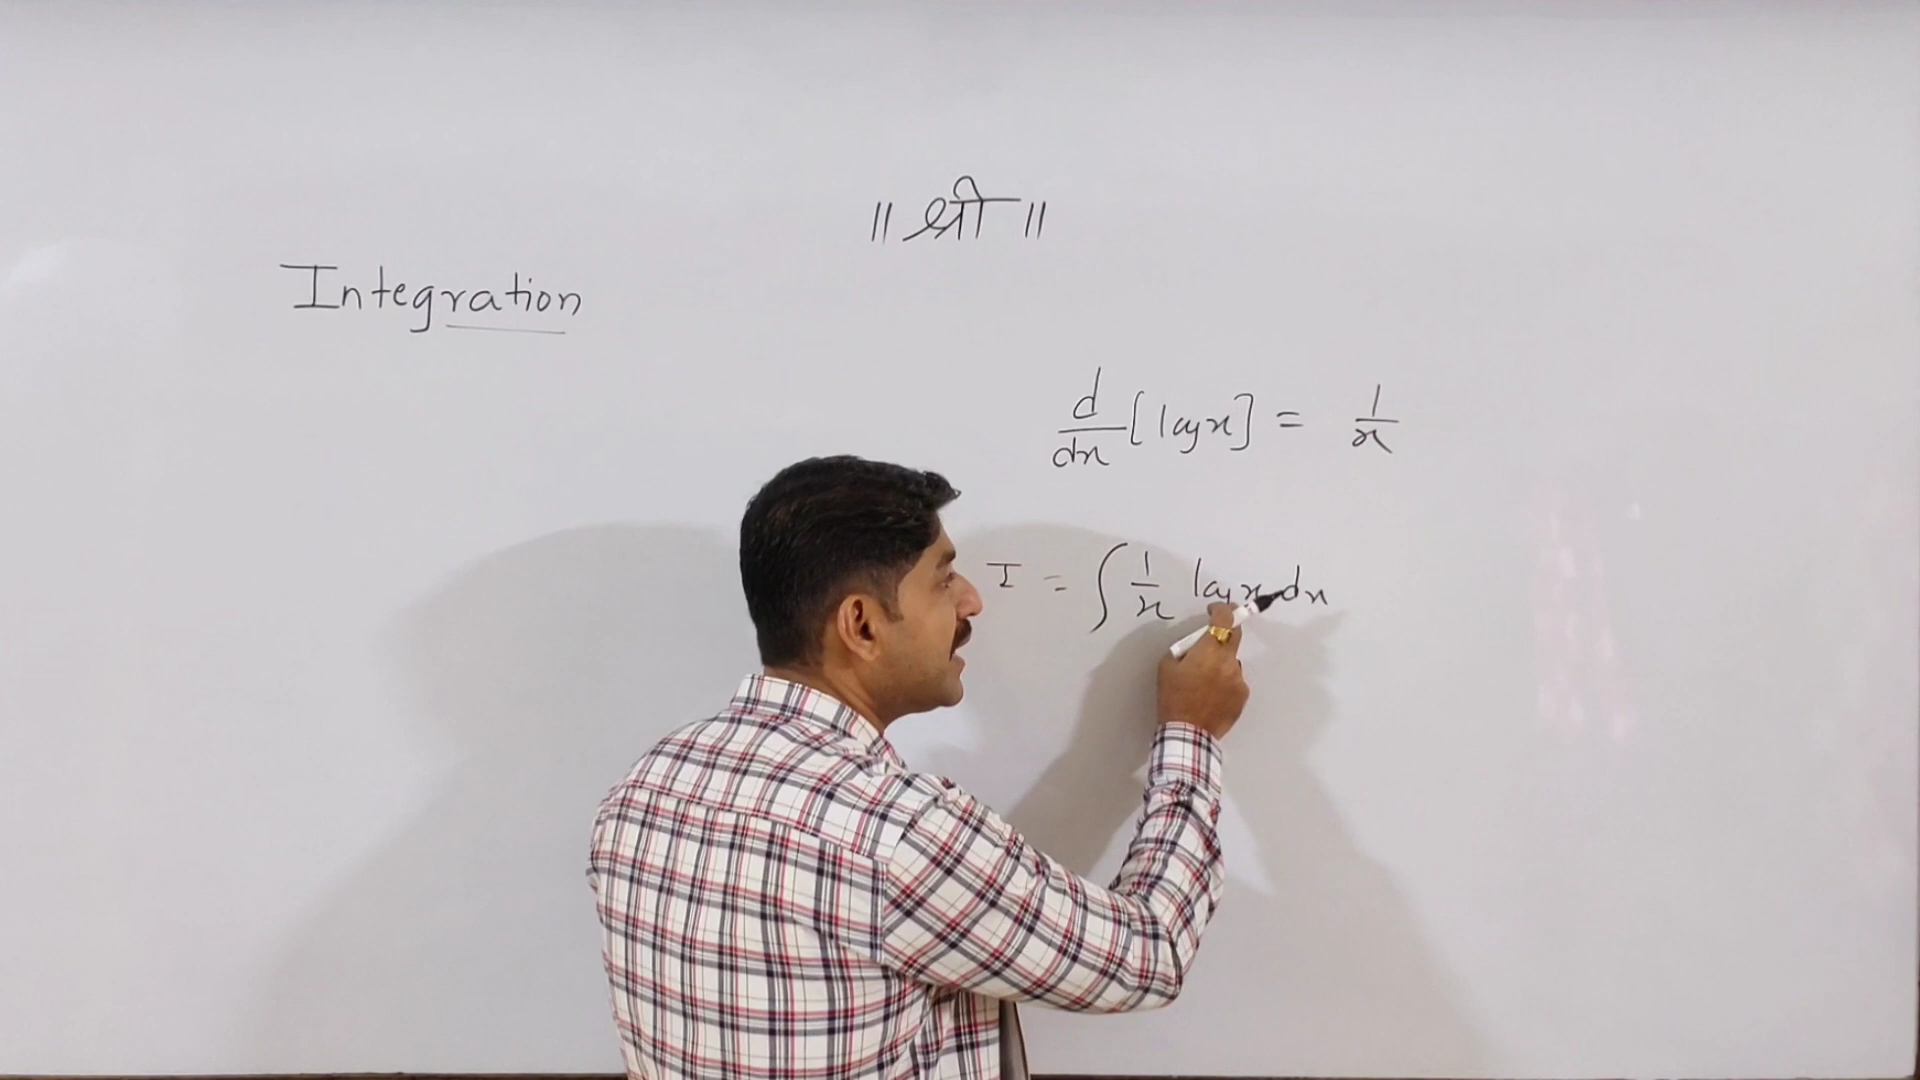 ॥ श्री ॥
Integration
d/dx [log x] = 1/x
I = ∫ 1/x log x dx